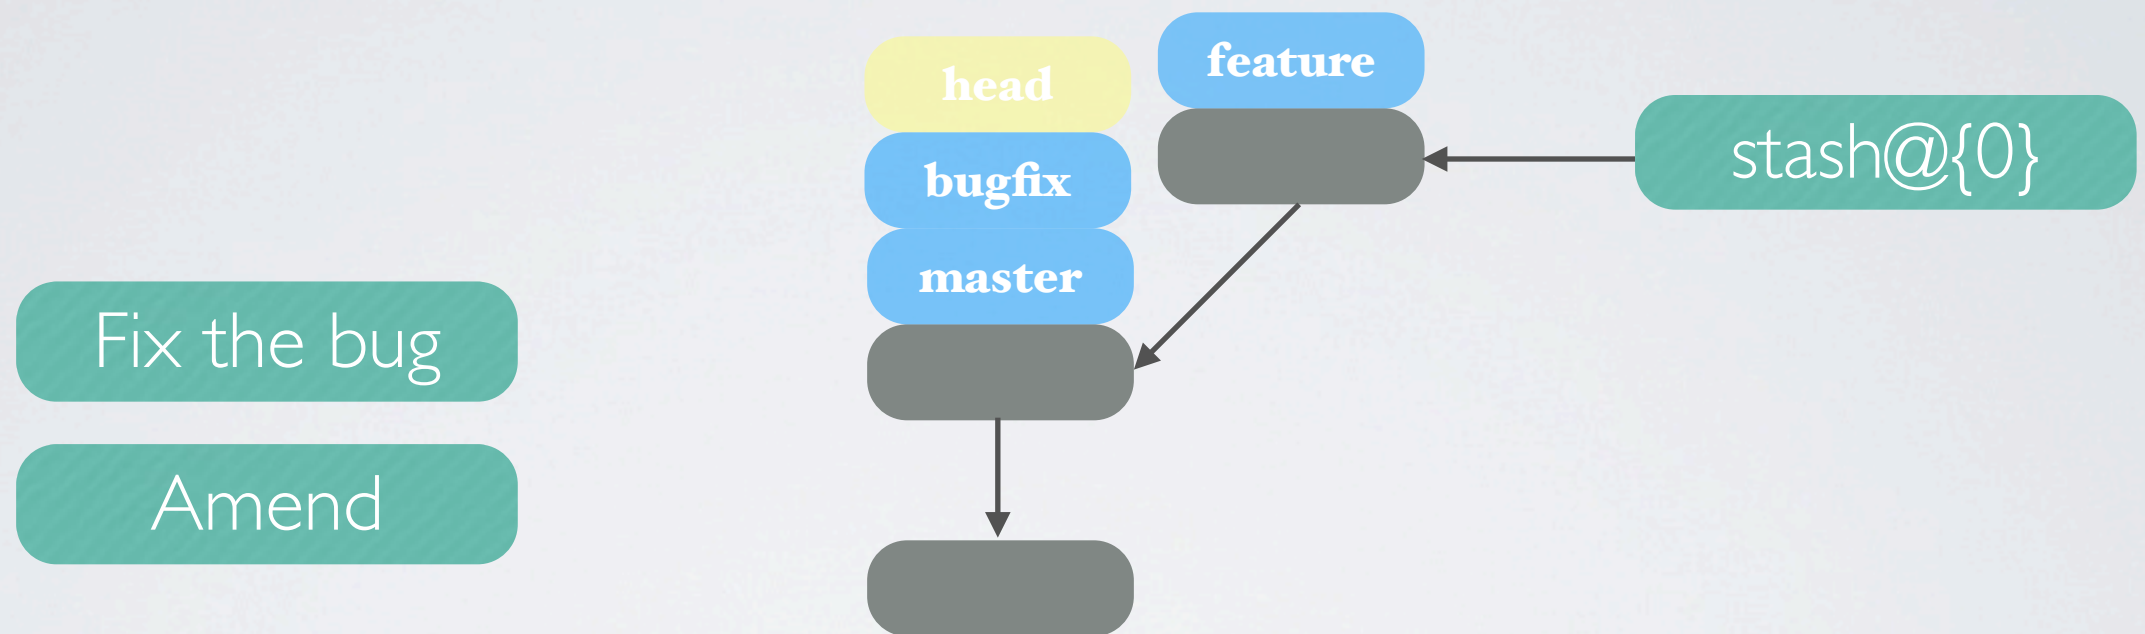 head
feature
bugfix
master
stash@{0}
Fix the bug
Amend